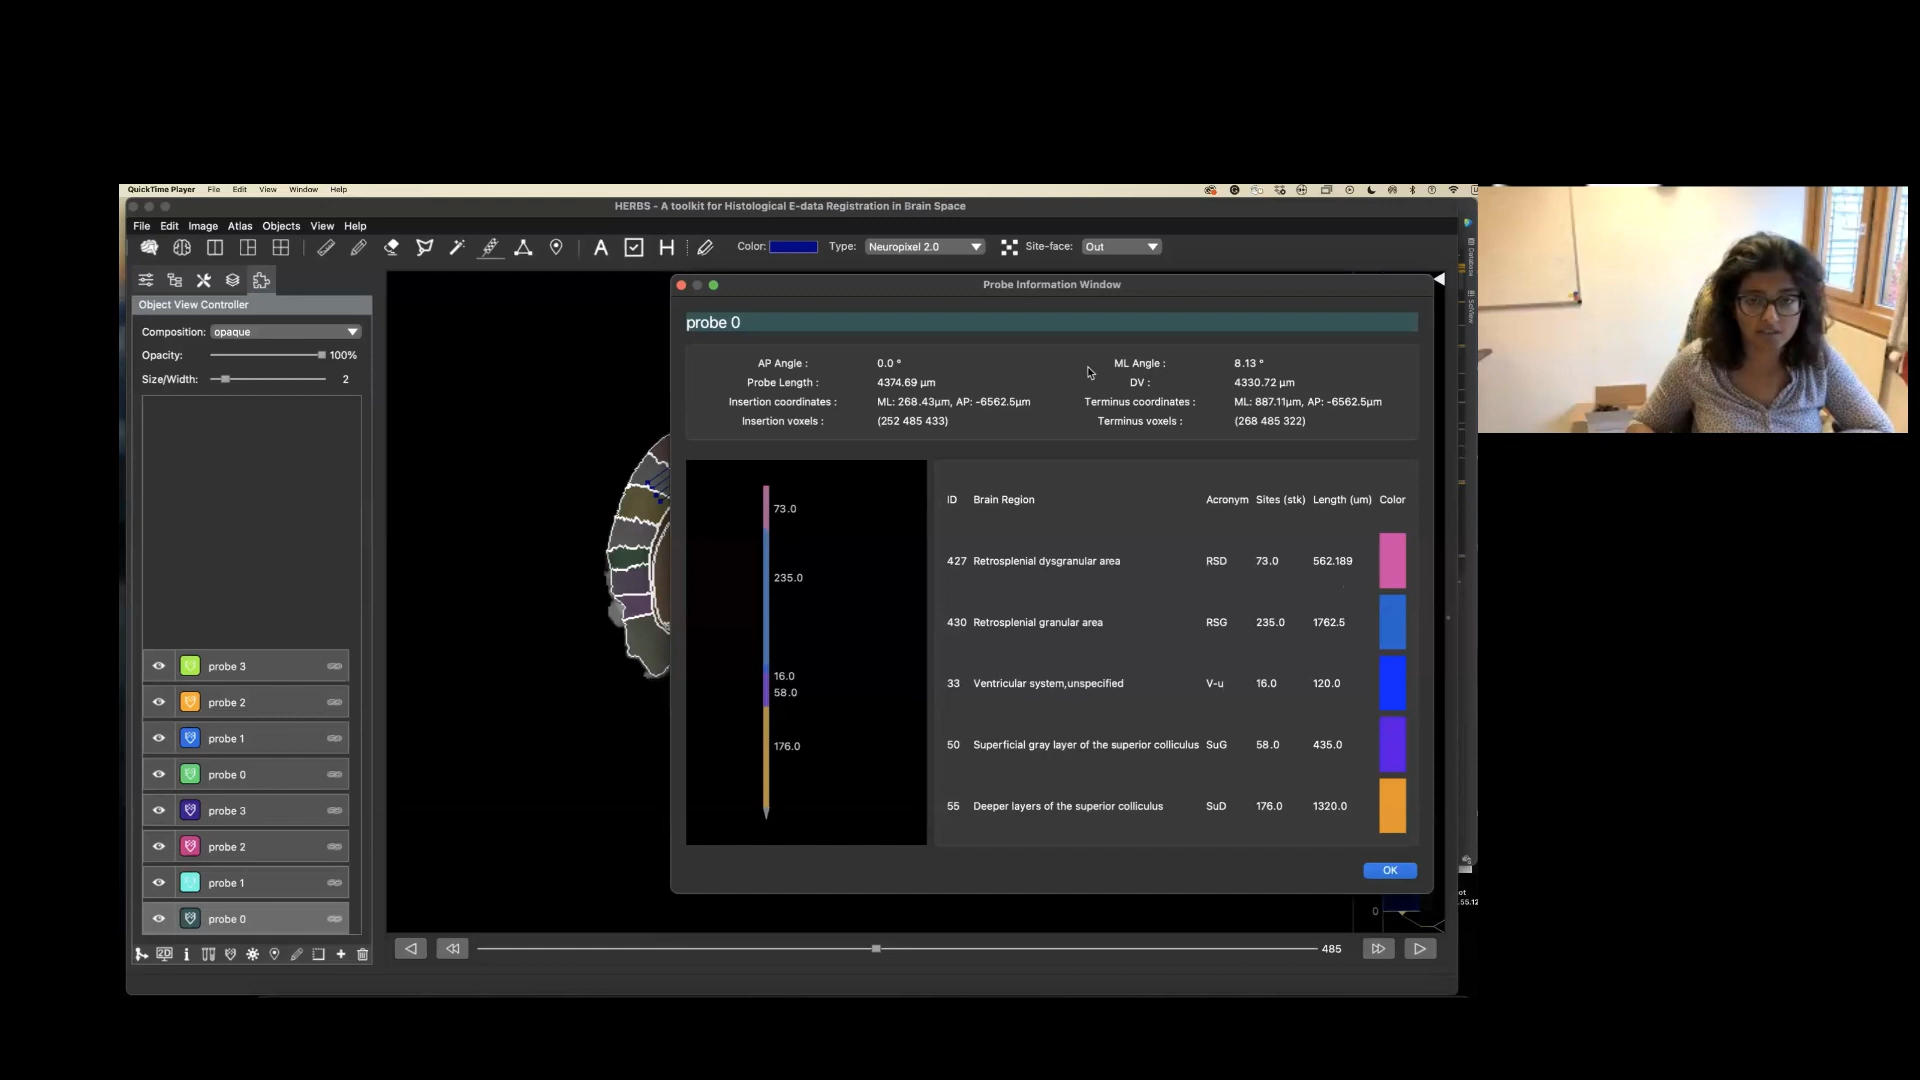 QuickTime Player File Edit View Window Help
HERBS - A toolkit for Histological E-data Registration in Brain Space
File Edit Image Atlas Objects View Help
A H Color: Type: Neuropixel 2.0 Site-face: Out
Object View Controller
Composition: opaque
Opacity: 100%
Size/Width: 2
probe 3
probe 2
probe 1
probe 0
probe 3
probe 2
probe 1
probe 0
2D
Probe Information Window
probe 0
AP Angle : 0.0 ° ML Angle : 8.13 °
Probe Length : 4374.69 µm DV : 4330.72 µm
Insertion coordinates : ML: 268.43µm, AP: -6562.5µm Terminus coordinates : ML: 887.11µm, AP: -6562.5µm
Insertion voxels : (252 485 433) Terminus voxels : (268 485 322)
73.0
235.0
16.0
58.0
176.0
ID Brain Region Acronym Sites (stk) Length (um) Color
427 Retrosplenial dysgranular area RSD 73.0 562.189
430 Retrosplenial granular area RSG 235.0 1762.5
33 Ventricular system,unspecified V-u 16.0 120.0
50 Superficial gray layer of the superior colliculus SuG 58.0 435.0
55 Deeper layers of the superior colliculus SuD 176.0 1320.0
OK
485
0
Database
SciView
ot
.55.12